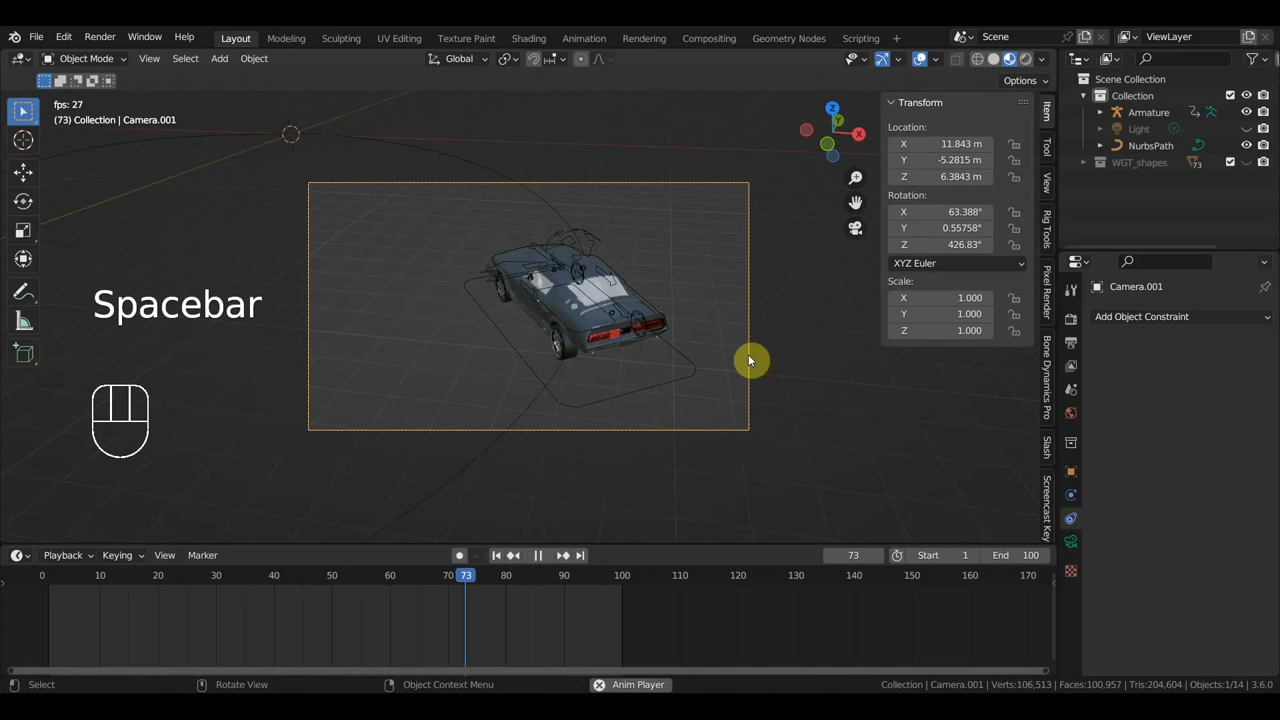 File Edit Render Window Help Layout Modeling Sculpting UV Editing Texture Paint Shading Animation Rendering Compositing Geometry Nodes Scripting + Scene ViewLayer
Object Mode View Select Add Object Global
Options
Scene Collection
Collection
Armature
Light
NurbsPath
WGT_shapes 73
fps: 27
(73) Collection | Camera.001
Z
Y
X
Transform
Location:
X 11.843 m
Y -5.2815 m
Z 6.3843 m
Rotation:
X 63.388°
Y 0.55758°
Z 426.83°
XYZ Euler
Scale:
X 1.000
Y 1.000
Z 1.000
Item
Tool
View
Rig Tools
Pixel Render
Bone Dynamics Pro
Slash
Screencast Key
Camera.001
Add Object Constraint
Spacebar
Playback Keying View Marker 73 Start 1 End 100
0 10 20 30 40 50 60 70 73 80 90 100 110 120 130 140 150 160 170
Select Rotate View Object Context Menu Anim Player Collection | Camera.001 | Verts:106,513 | Faces:100,957 | Tris:204,604 | Objects:1/14 | 3.6.0